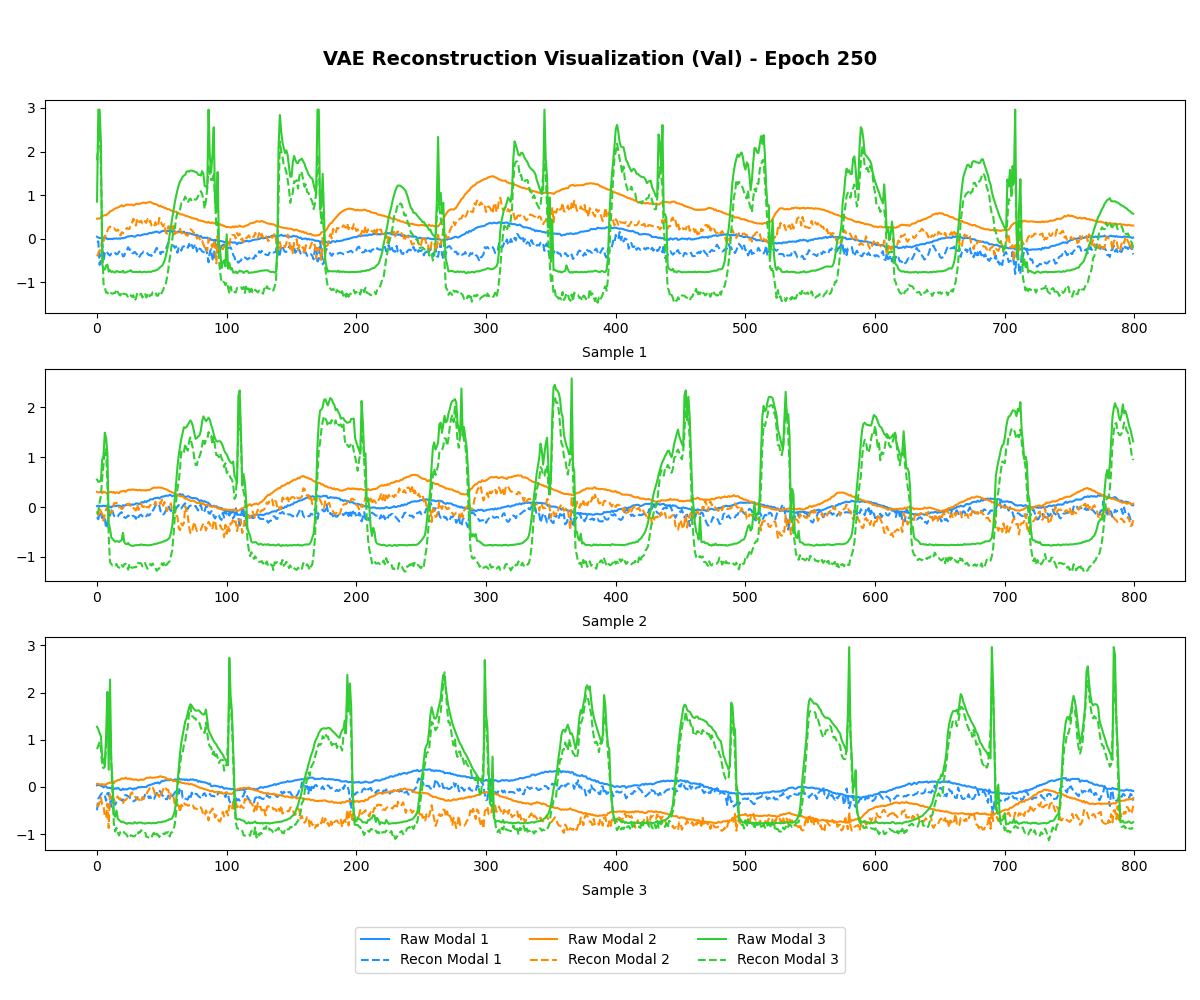 VAE Reconstruction Visualization (Val) - Epoch 250
3
2
1
0
−1
0 100 200 300 400 500 600 700 800
Sample 1
2
1
0
−1
0 100 200 300 400 500 600 700 800
Sample 2
3
2
1
0
−1
0 100 200 300 400 500 600 700 800
Sample 3
Raw Modal 1 Raw Modal 2 Raw Modal 3
Recon Modal 1 Recon Modal 2 Recon Modal 3